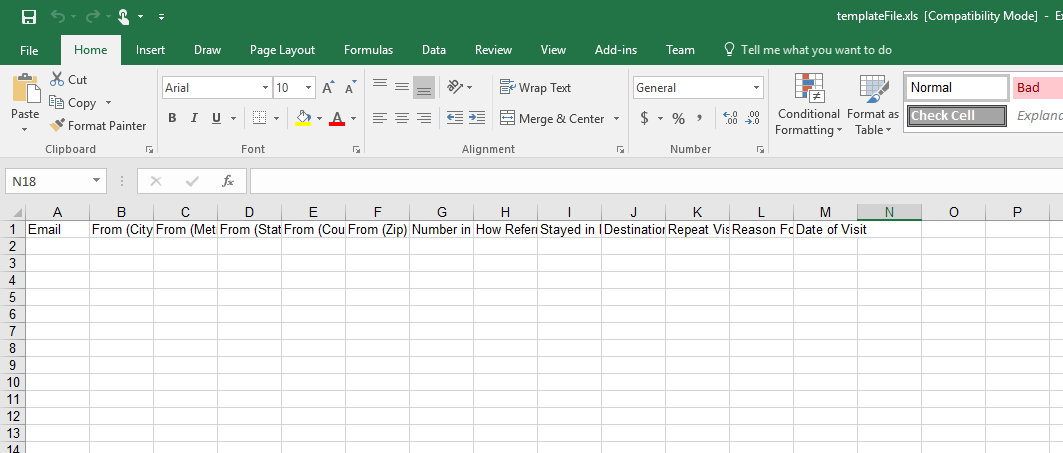 templateFile.xls [Compatibility Mode] - E
File Home Insert Draw Page Layout Formulas Data Review View Add-ins Team Tell me what you want to do
Cut
Copy
Format Painter
Paste
Clipboard
Arial 10
B I U A
Font
Wrap Text
Merge & Center
Alignment
General
$ % ,
Number
Conditional Formatting
Format as Table
Normal Bad
Check Cell Explana
N18 fx
A B C D E F G H I J K L M N O P
1 Email From (City From (Met From (Stat From (Cou From (Zip) Number in How Referr Stayed in Destination Repeat Vis Reason Fo Date of Visit
2
3
4
5
6
7
8
9
10
11
12
13
14